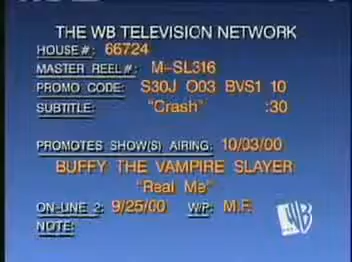 THE WB TELEVISION NETWORK
HOUSE#: 66724
MASTER REEL#: M-SL316
PROMO CODE: S30J O03 BVS1 10
SUBTITLE: "Crash" :30
PROMOTES SHOW(S) AIRING: 10/03/00
BUFFY THE VAMPIRE SLAYER
"Real Me"
ON-LINE 2: 9/25/00 W/P: M.F.
NOTE:
WB